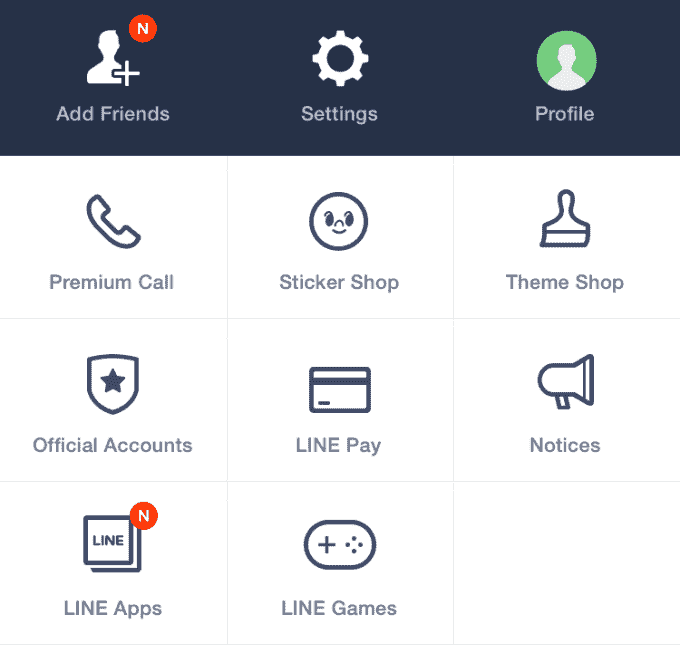 N
Add Friends
Settings
Profile
Premium Call
Sticker Shop
Theme Shop
Official Accounts
LINE Pay
Notices
N
LINE
LINE Apps
LINE Games